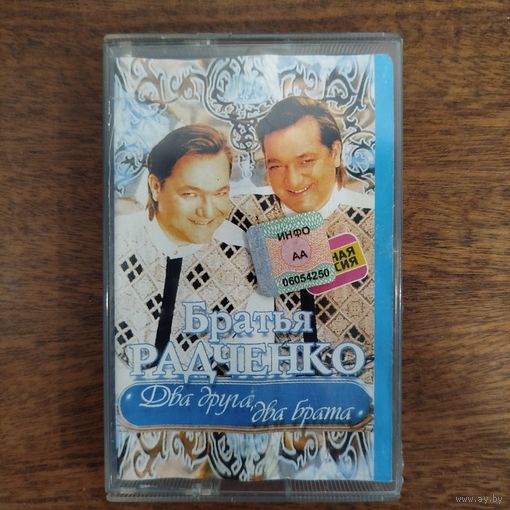 ИНФО
АА
06054250
Братья
РАДЧЕНКО
Два друга, два брата
www.ay.by